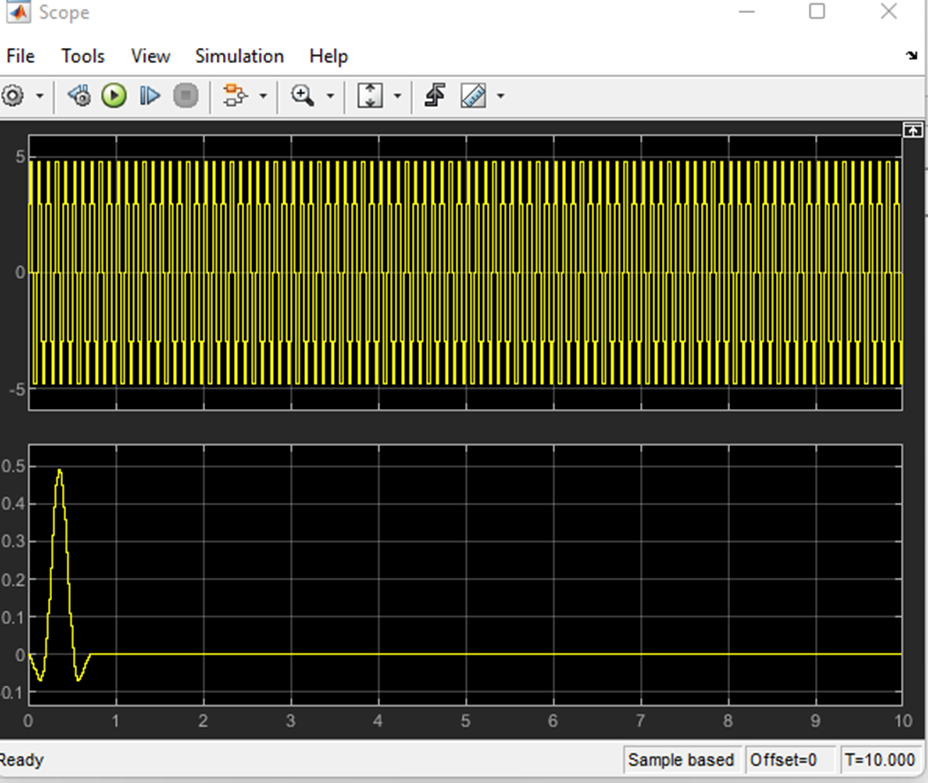 Scope
File Tools View Simulation Help
5
0
-5
0.5
0.4
0.3
0.2
0.1
0
0.1
0 1 2 3 4 5 6 7 8 9 10
Ready Sample based Offset=0 T=10.000